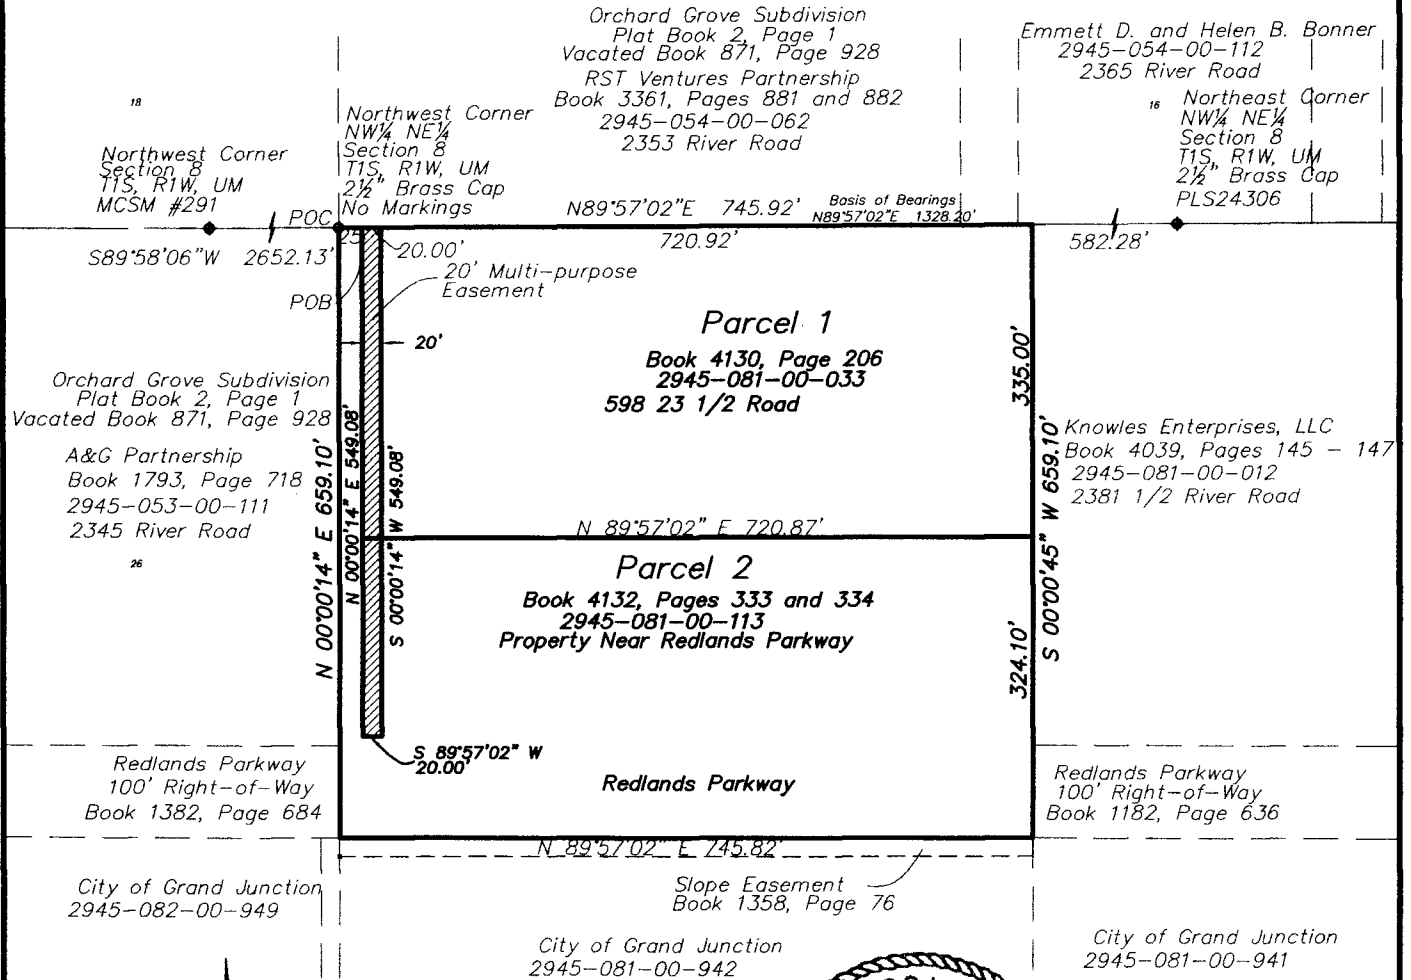 Orchard Grove Subdivision
Plat Book 2, Page 1
Vacated Book 871, Page 928
RST Ventures Partnership
Book 3361, Pages 881 and 882
2945-054-00-062
2353 River Road
Emmett D. and Helen B. Bonner
2945-054-00-112
2365 River Road
18
Northwest Corner
Section 8
T1S, R1W, UM
MCSM #291
Northwest Corner
NW¼ NE¼
Section 8
T1S, R1W, UM
2½" Brass Cap
No Markings
16
Northeast Corner
NW¼ NE¼
Section 8
T1S, R1W, UM
2½" Brass Cap
PLS24306
POC
N89°57'02"E 745.92'
Basis of Bearings
N89°57'02"E 1328.20'
S89°58'06"W 2652.13'
25'
20.00'
720.92'
582.28'
20' Multi-purpose
Easement
POB
20'
Parcel 1
Book 4130, Page 206
2945-081-00-033
598 23 1/2 Road
335.00'
Orchard Grove Subdivision
Plat Book 2, Page 1
Vacated Book 871, Page 928
A&G Partnership
Book 1793, Page 718
2945-053-00-111
2345 River Road
26
N 00°00'14" E 659.10'
N 00°00'14" E 549.08'
S 00°00'14" W 549.08'
Knowles Enterprises, LLC
Book 4039, Pages 145 - 147
2945-081-00-012
2381 1/2 River Road
S 00°00'45" W 659.10'
N 89°57'02" E 720.87'
Parcel 2
Book 4132, Pages 333 and 334
2945-081-00-113
Property Near Redlands Parkway
324.10'
S 89°57'02" W
20.00'
Redlands Parkway
Redlands Parkway
100' Right-of-Way
Book 1382, Page 684
Redlands Parkway
100' Right-of-Way
Book 1182, Page 636
N 89°57'02" E 745.82'
Slope Easement
Book 1358, Page 76
City of Grand Junction
2945-082-00-949
City of Grand Junction
2945-081-00-942
City of Grand Junction
2945-081-00-941